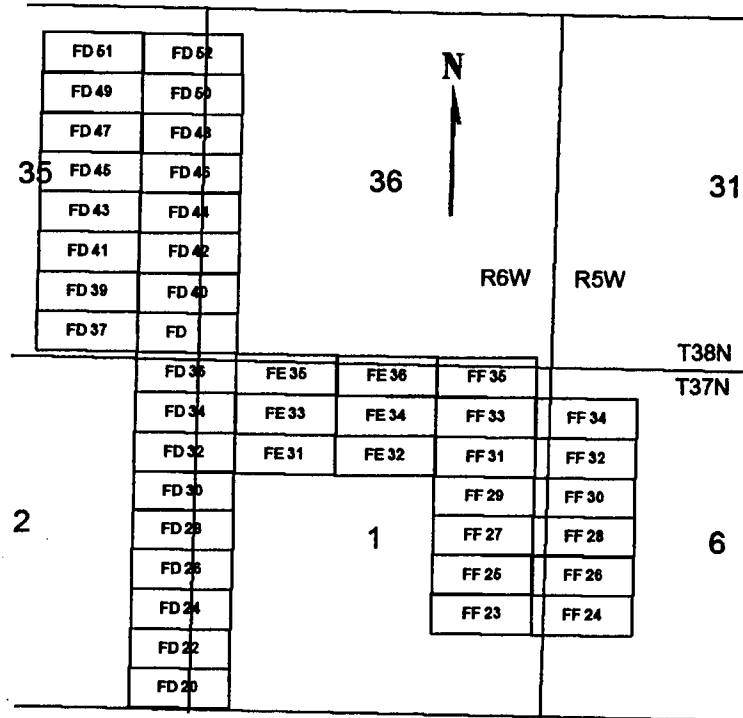 FD 51 FD 52
N
FD 49 FD 50
FD 47 FD 48
35 FD 45 FD 46 36 31
FD 43 FD 44
FD 41 FD 42
R6W R5W
FD 39 FD 40
FD 37 FD
T38N
FD 36 FE 35 FE 36 FF 35
T37N
FD 34 FE 33 FE 34 FF 33 FF 34
FD 32 FE 31 FE 32 FF 31 FF 32
FD 30 FF 29 FF 30
2 FD 28 1 FF 27 FF 28 6
FD 26 FF 25 FF 26
FD 24 FF 23 FF 24
FD 22
FD 20